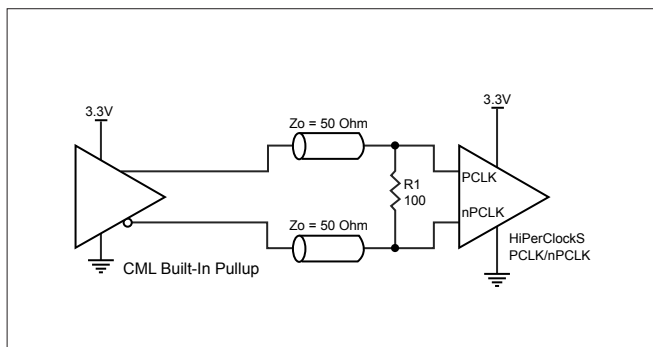 3.3V
3.3V
Zo = 50 Ohm
R1
100
PCLK
nPCLK
Zo = 50 Ohm
HiPerClockS
PCLK/nPCLK
CML Built-In Pullup